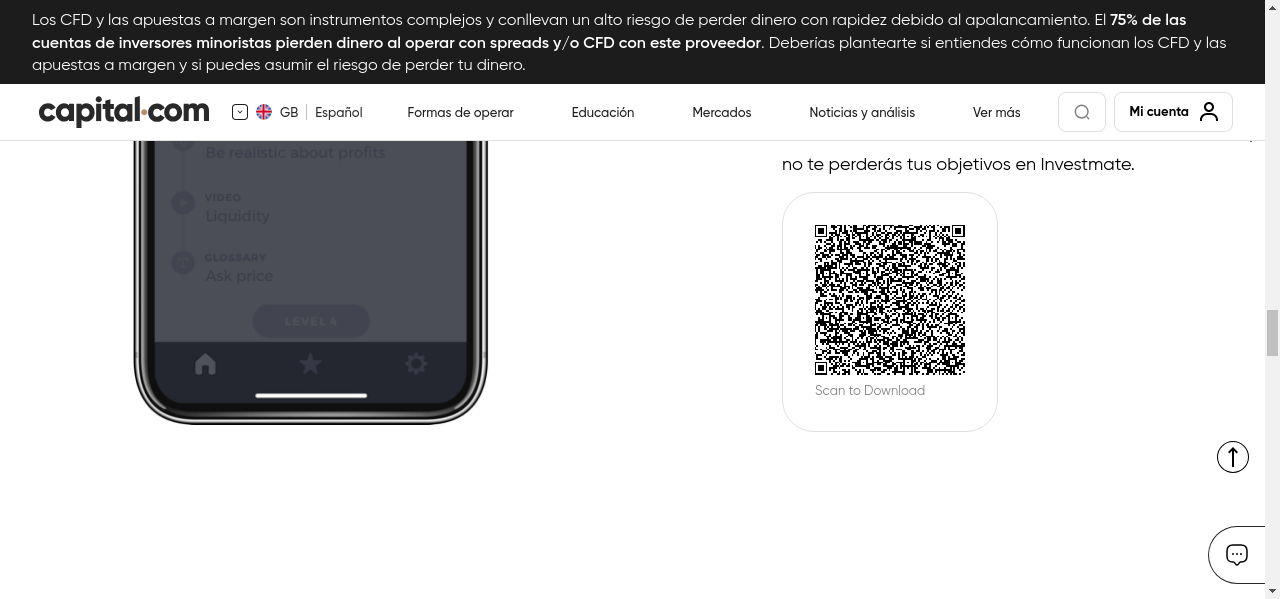 Los CFD y las apuestas a margen son instrumentos complejos y conllevan un alto riesgo de perder dinero con rapidez debido al apalancamiento. El 75% de las
cuentas de inversores minoristas pierden dinero al operar con spreads y/o CFD con este proveedor. Deberías plantearte si entiendes cómo funcionan los CFD y las
apuestas a margen y si puedes asumir el riesgo de perder tu dinero.
capital.com GB Español Formas de operar Educación Mercados Noticias y análisis Ver más Mi cuenta
Be realistic about profits
no te perderás tus objetivos en Investmate.
VIDEO
Liquidity
GLOSSARY
Ask price
LEVEL 4
Scan to Download